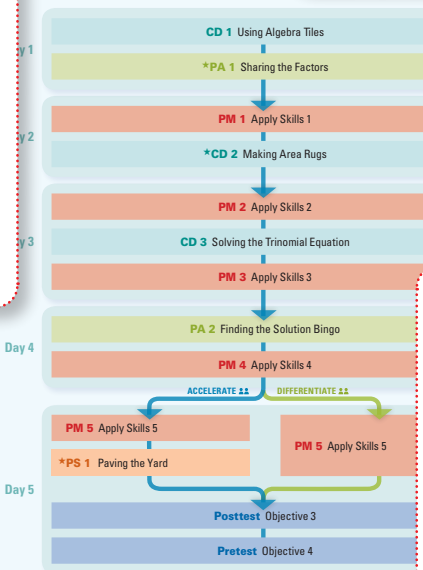 CD 1 Using Algebra Tiles
y 1
*PA 1 Sharing the Factors
PM 1 Apply Skills 1
y 2
*CD 2 Making Area Rugs
PM 2 Apply Skills 2
y 3
CD 3 Solving the Trinomial Equation
PM 3 Apply Skills 3
PA 2 Finding the Solution Bingo
Day 4
PM 4 Apply Skills 4
ACCELERATE
DIFFERENTIATE
PM 5 Apply Skills 5
PM 5 Apply Skills 5
*PS 1 Paving the Yard
Day 5
Posttest Objective 3
Pretest Objective 4